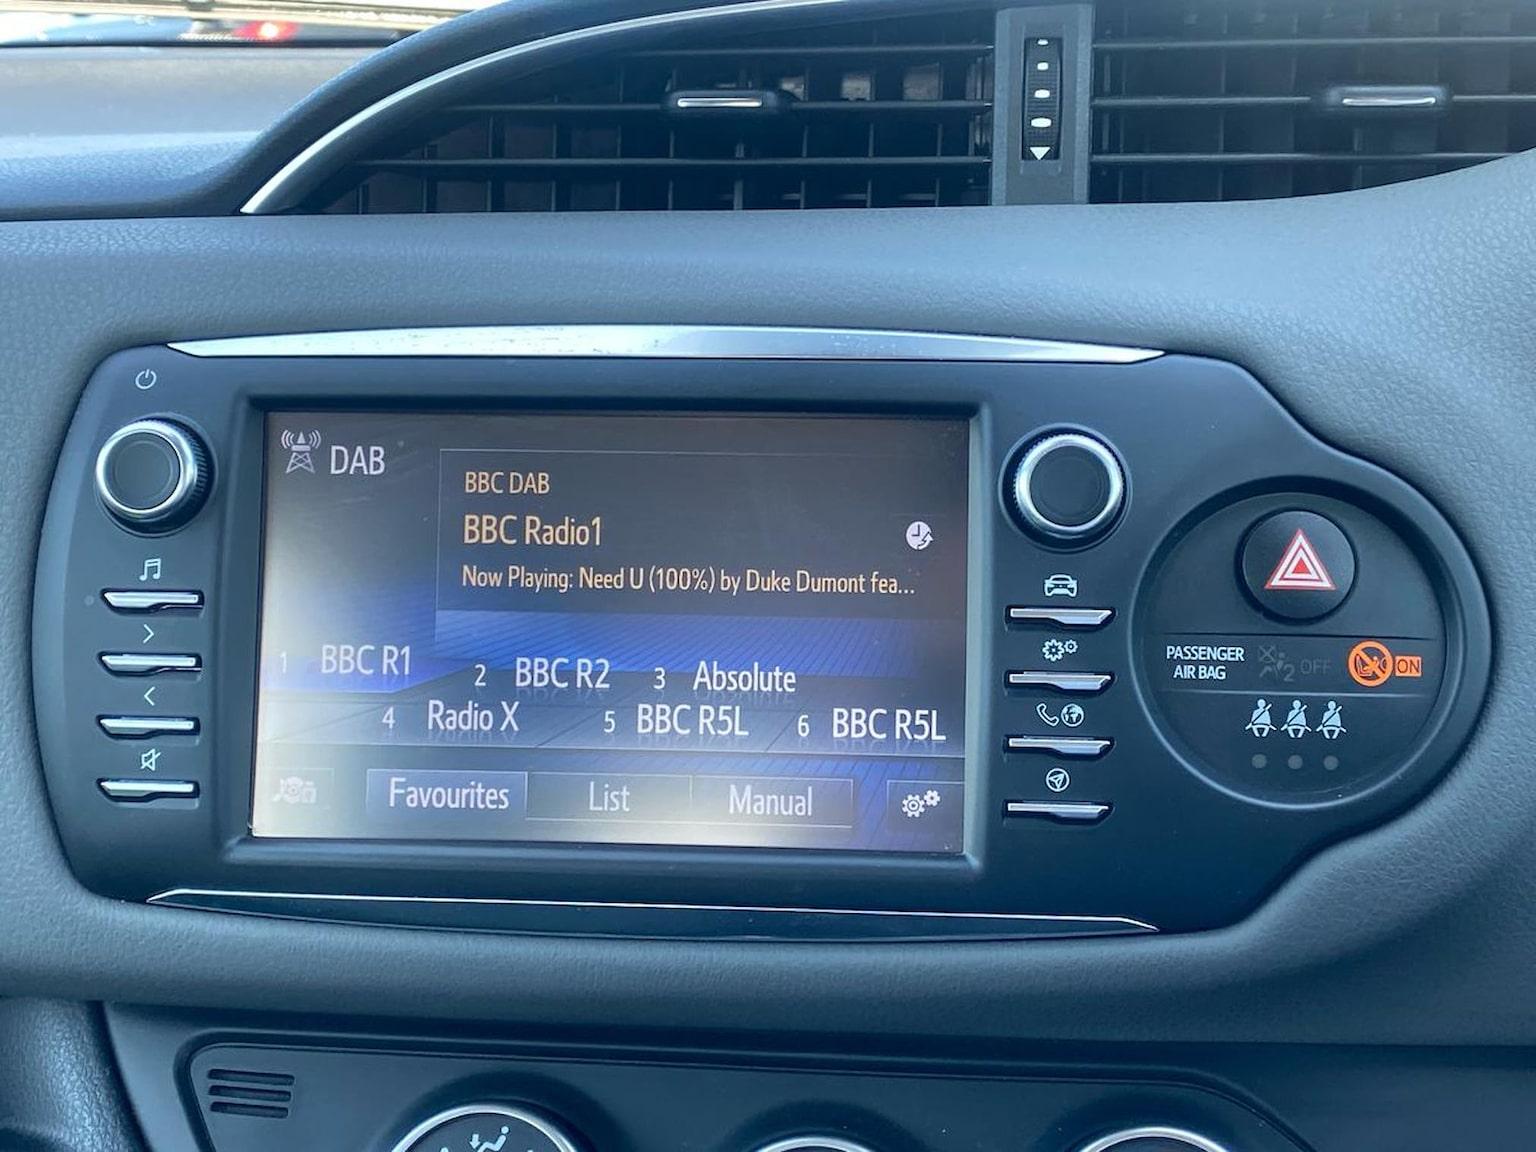 DAB
BBC DAB
BBC Radio1
Now Playing: Need U (100%) by Duke Dumont fea...
1 BBC R1
2 BBC R2
3 Absolute
4 Radio X
5 BBC R5L
6 BBC R5L
Favourites
List
Manual
PASSENGER
AIR BAG
2 OFF
ON